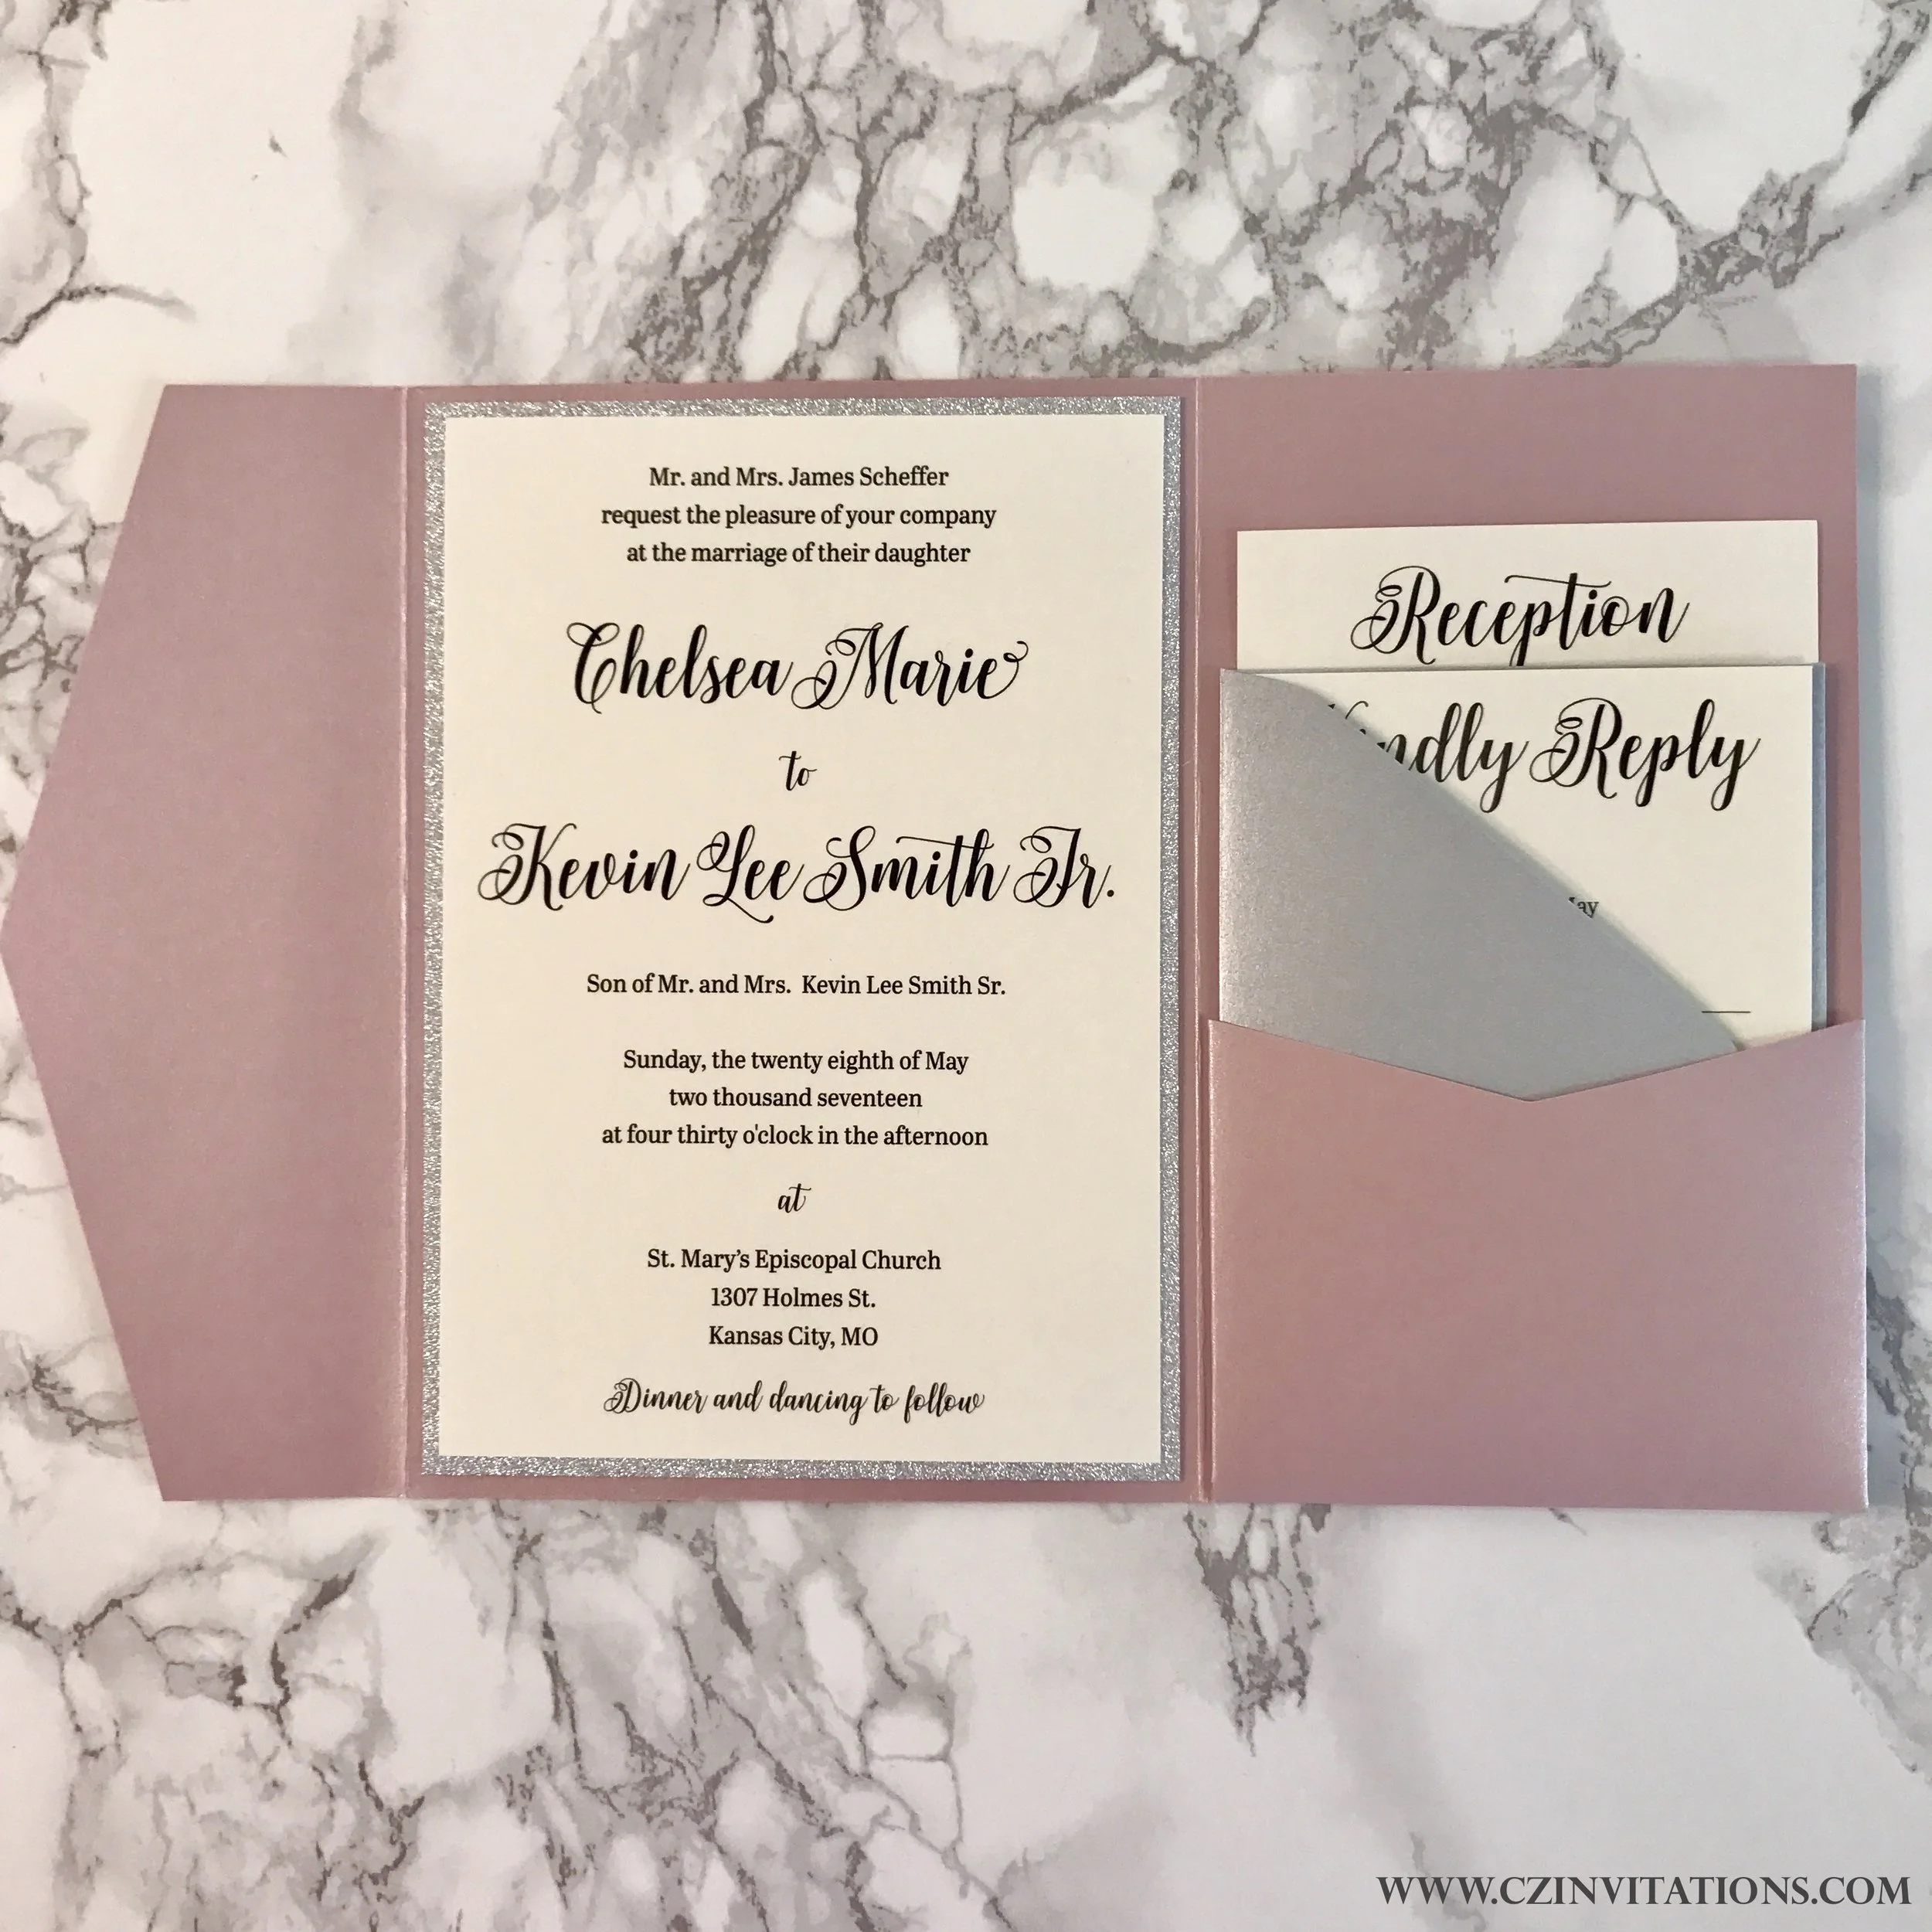 Mr. and Mrs. James Scheffer
request the pleasure of your company
at the marriage of their daughter
Chelsea Marie
to
Kevin Lee Smith Jr.
Son of Mr. and Mrs. Kevin Lee Smith Sr.
Sunday, the twenty eighth of May
two thousand seventeen
at four thirty o'clock in the afternoon
at
St. Mary’s Episcopal Church
1307 Holmes St.
Kansas City, MO
Dinner and dancing to follow
Reception
Reply
WWW.CZINVITATIONS.COM